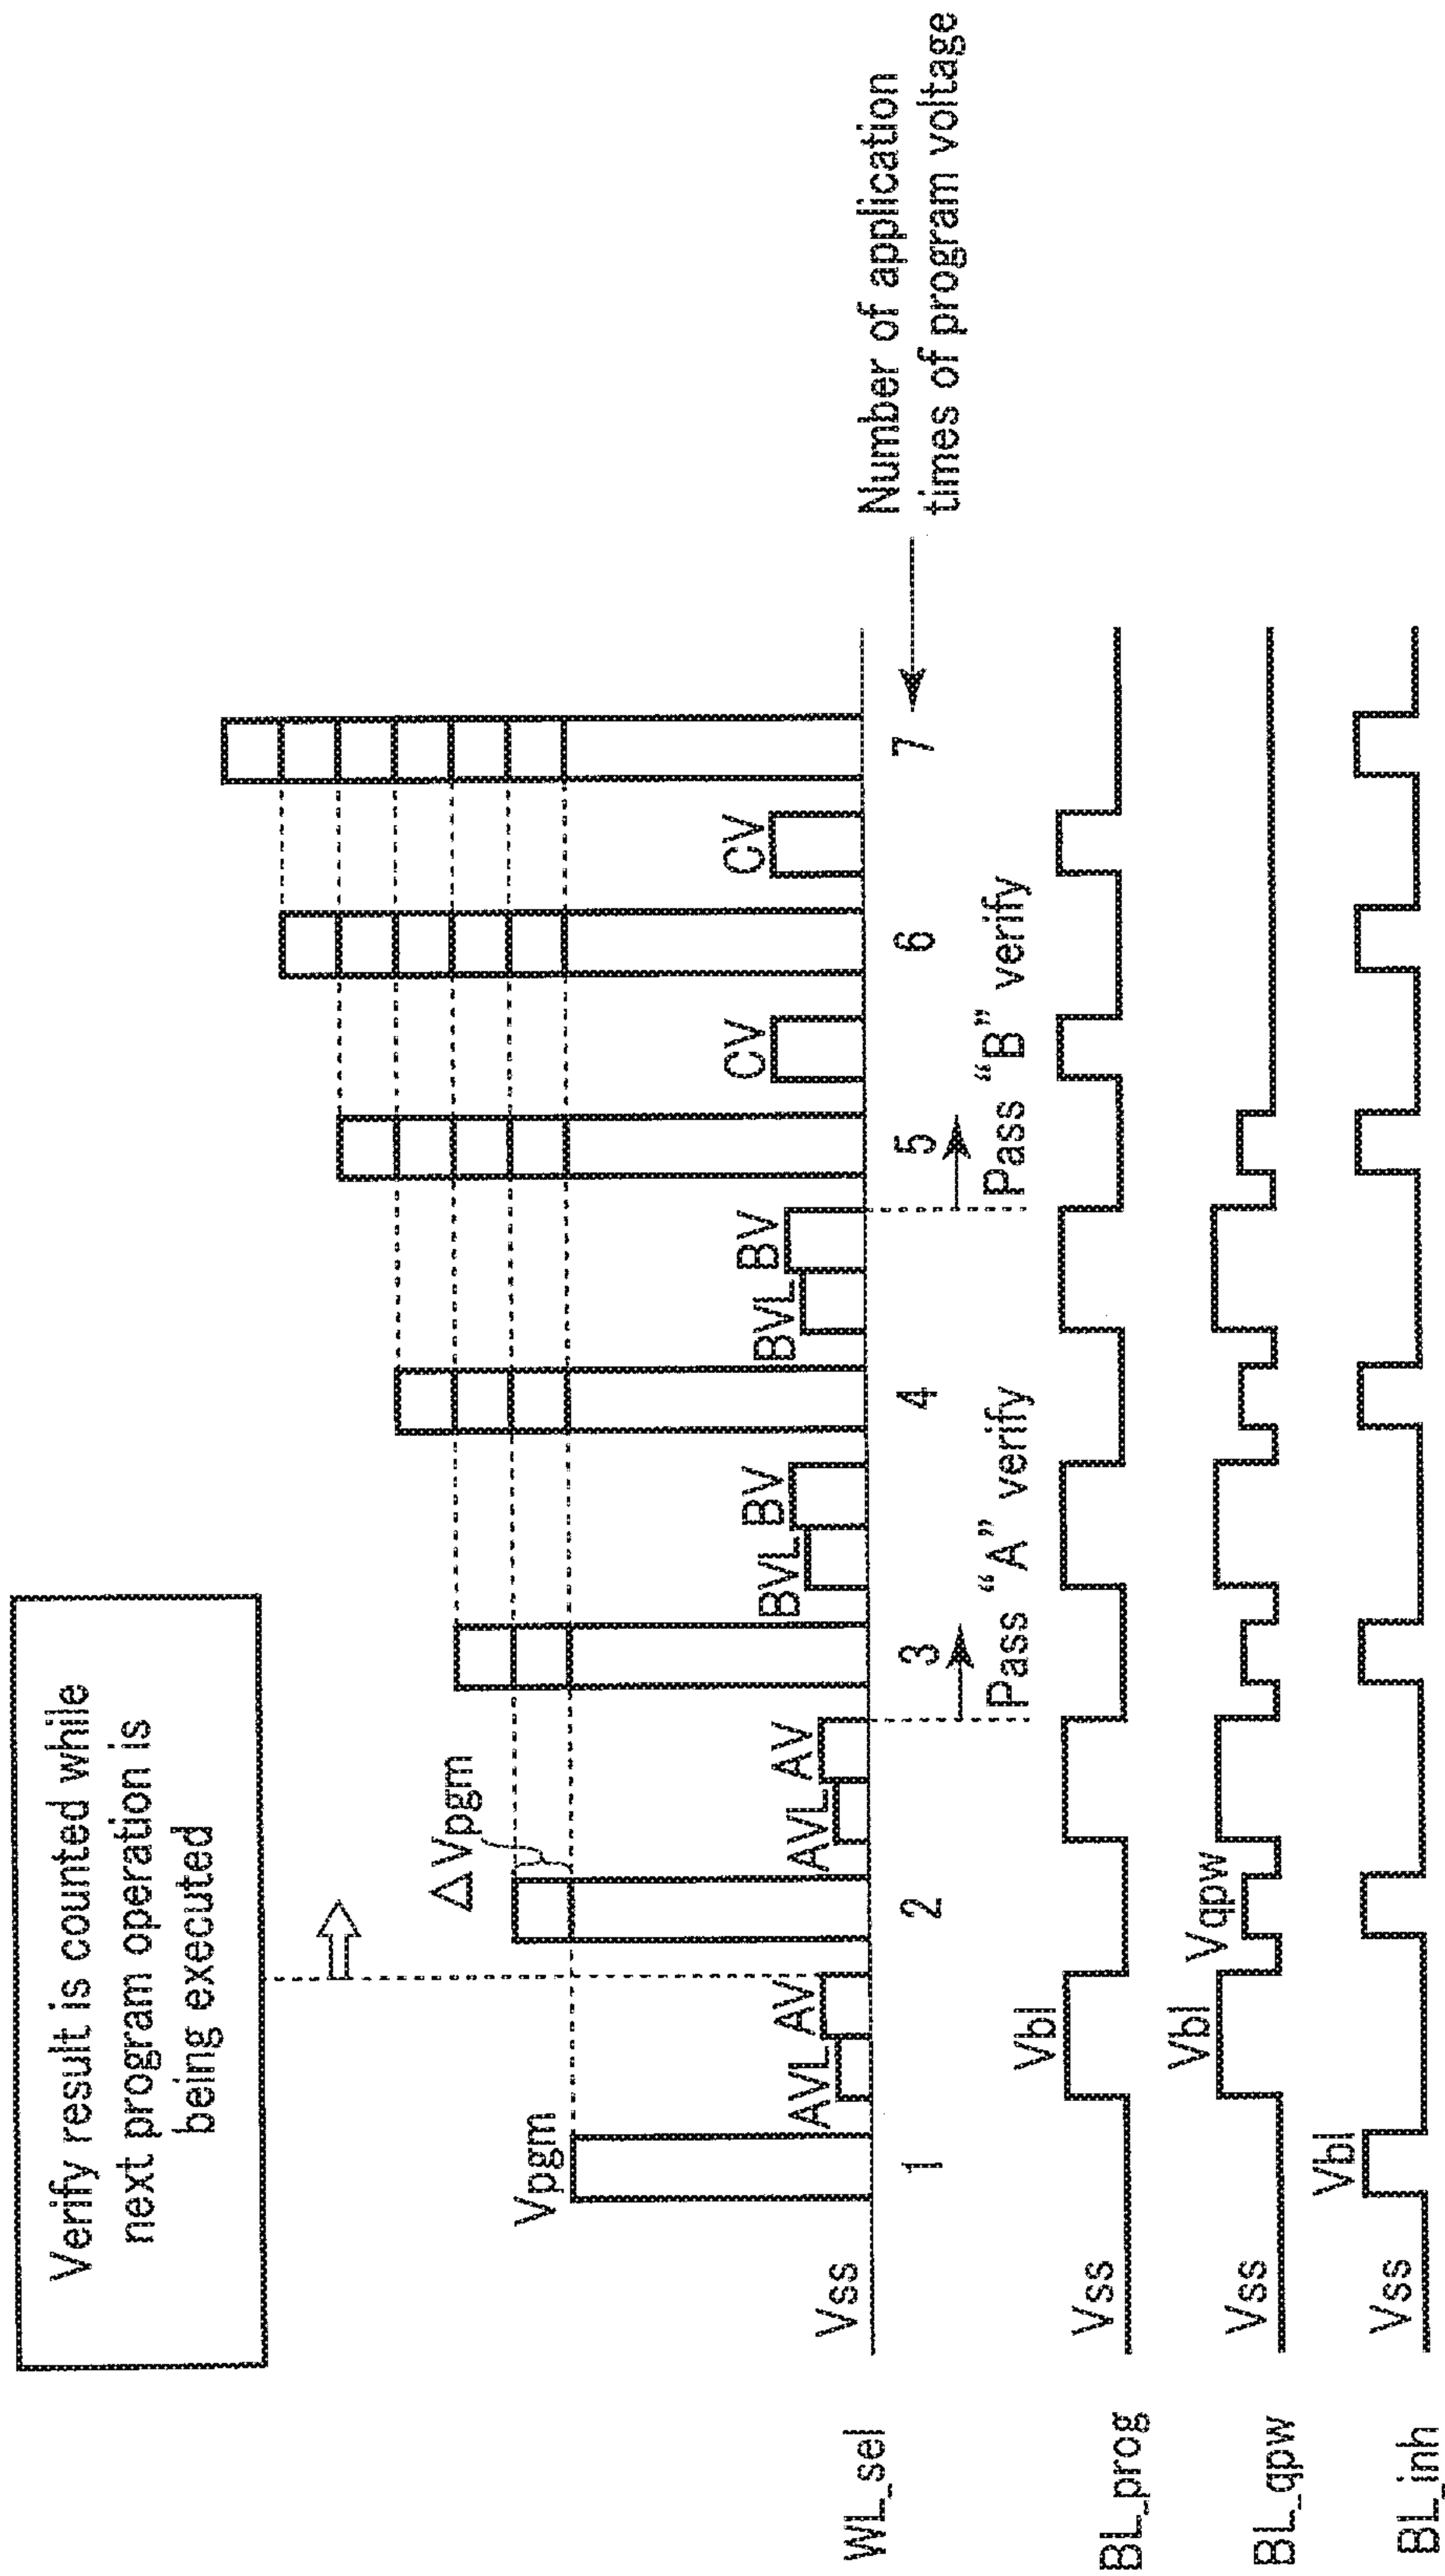 Verify result is counted while
next program operation is
being executed
△Vpgm
Vpgm
AVL AV AVL AV BVL BV BVL BV CV CV
WL_sel Vss
1 2 3 4 5 6 7
Number of application
times of program voltage
Pass “A” verify Pass “B” verify
BL_prog Vss Vbl
BL_qpw Vss Vbl Vqpw
BL_inh Vss Vbl